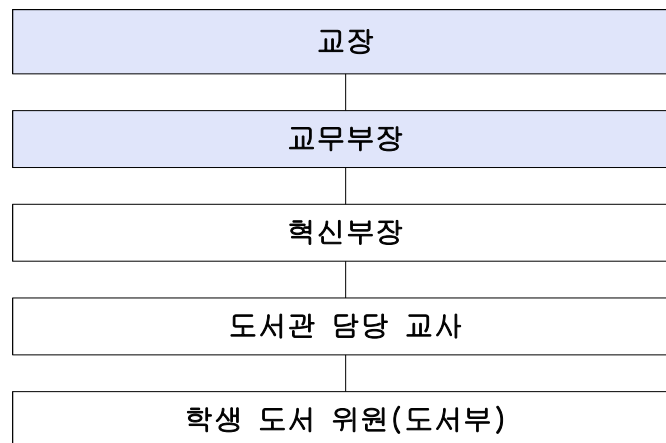 교장
교무부장
혁신부장
도서관 담당 교사
학생 도서 위원(도서부)